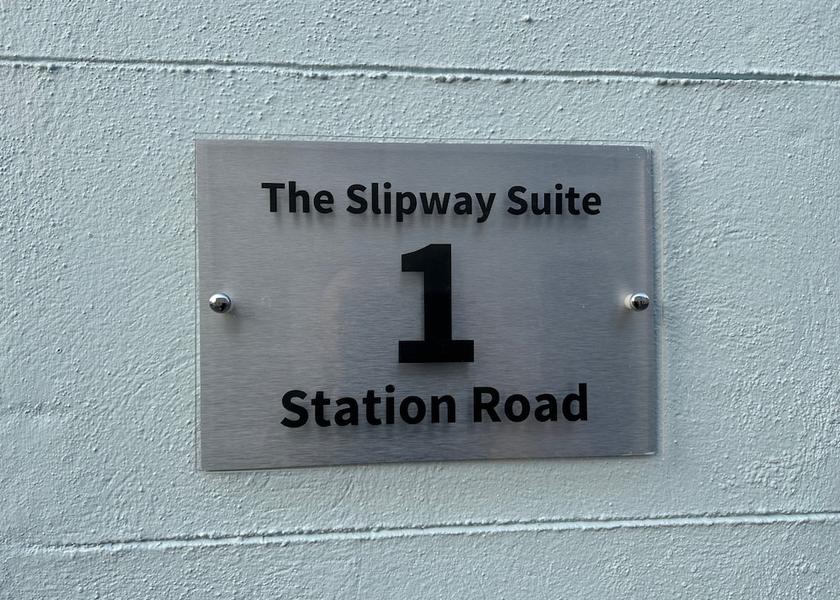 The Slipway Suite
1
Station Road